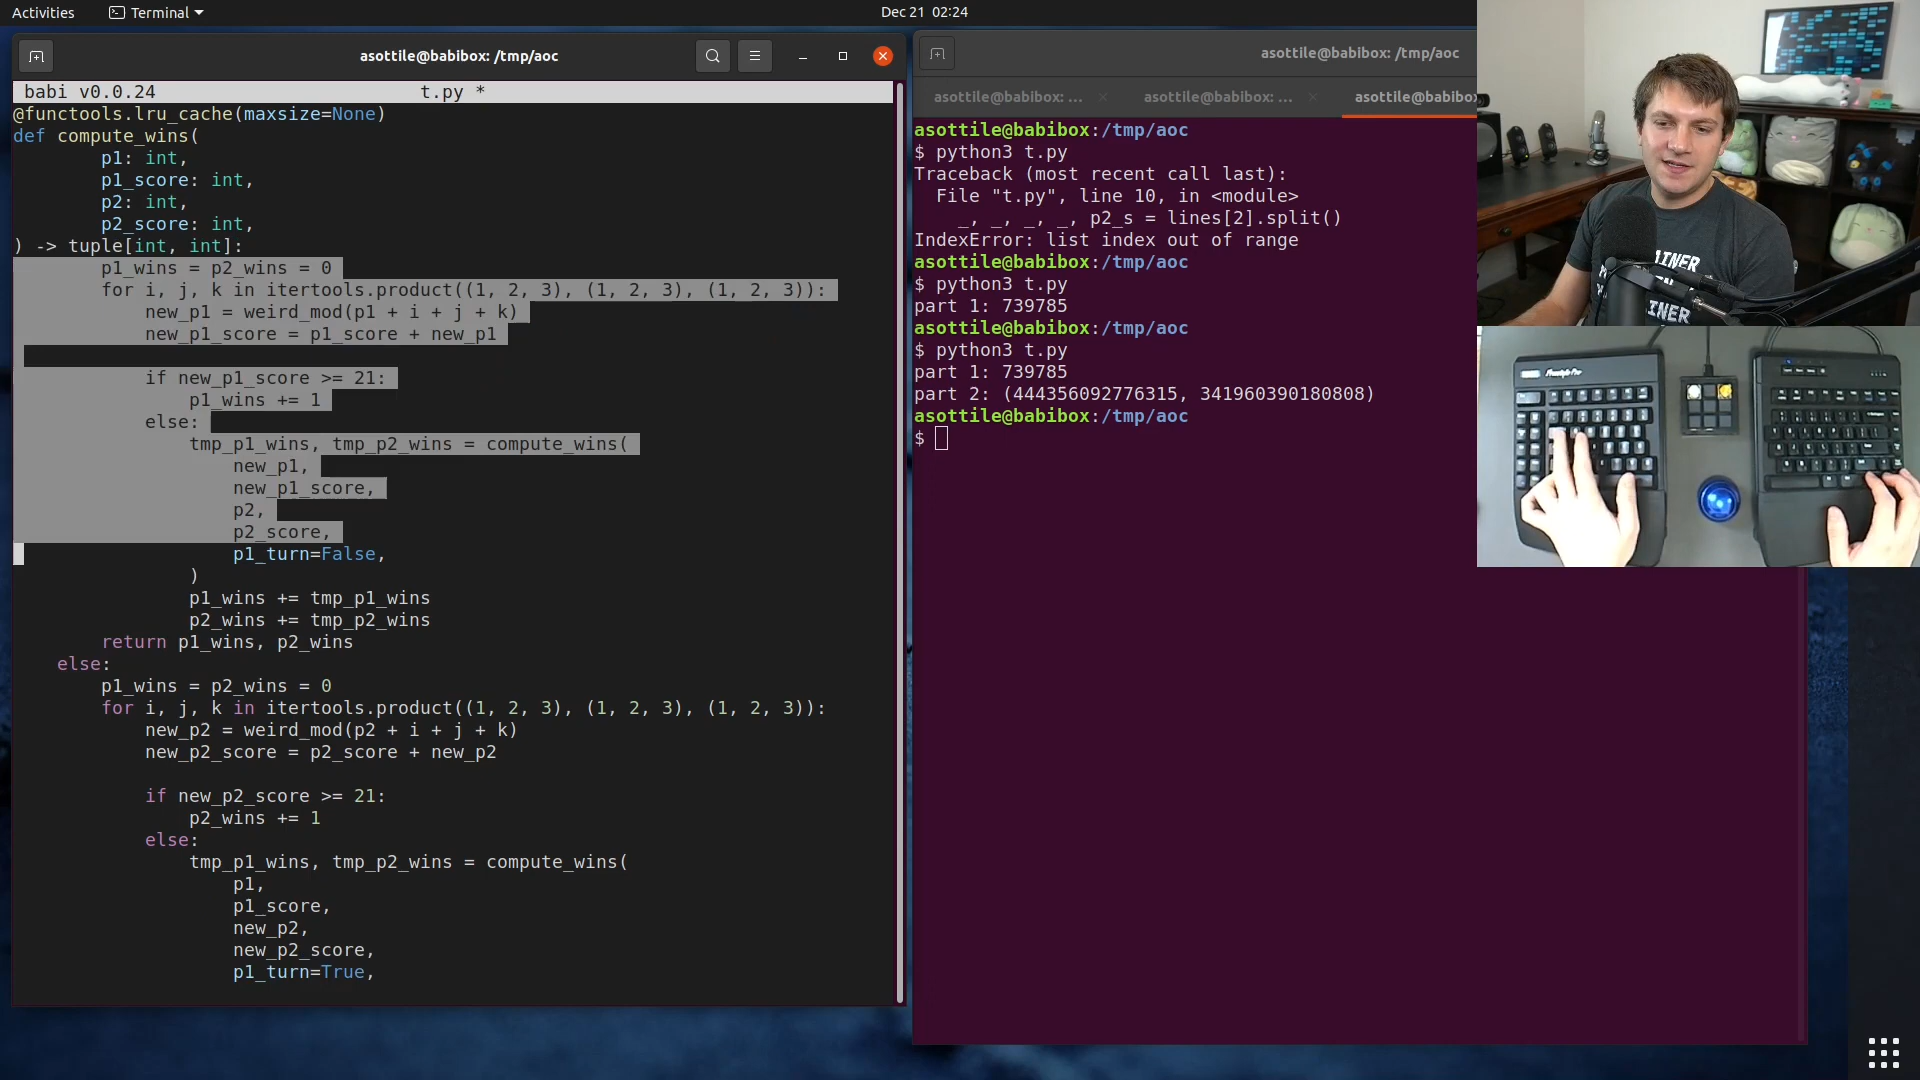 Activities
Terminal
Dec 21 02:24
asottile@babibox: /tmp/aoc
babi v0.0.24 t.py *
@functools.lru_cache(maxsize=None)
def compute_wins(
p1: int,
p1_score: int,
p2: int,
p2_score: int,
) -> tuple[int, int]:
p1_wins = p2_wins = 0
for i, j, k in itertools.product((1, 2, 3), (1, 2, 3), (1, 2, 3)):
new_p1 = weird_mod(p1 + i + j + k)
new_p1_score = p1_score + new_p1
if new_p1_score >= 21:
p1_wins += 1
else:
tmp_p1_wins, tmp_p2_wins = compute_wins(
new_p1,
new_p1_score,
p2,
p2_score,
p1_turn=False,
)
p1_wins += tmp_p1_wins
p2_wins += tmp_p2_wins
return p1_wins, p2_wins
else:
p1_wins = p2_wins = 0
for i, j, k in itertools.product((1, 2, 3), (1, 2, 3), (1, 2, 3)):
new_p2 = weird_mod(p2 + i + j + k)
new_p2_score = p2_score + new_p2
if new_p2_score >= 21:
p2_wins += 1
else:
tmp_p1_wins, tmp_p2_wins = compute_wins(
p1,
p1_score,
new_p2,
new_p2_score,
p1_turn=True,
asottile@babibox: /tmp/aoc
asottile@babibox: ...
asottile@babibox: ...
asottile@babibox
asottile@babibox:/tmp/aoc
$ python3 t.py
Traceback (most recent call last):
File "t.py", line 10, in <module>
_, _, _, _, p2_s = lines[2].split()
IndexError: list index out of range
asottile@babibox:/tmp/aoc
$ python3 t.py
part 1: 739785
asottile@babibox:/tmp/aoc
$ python3 t.py
part 1: 739785
part 2: (444356092776315, 341960390180808)
asottile@babibox:/tmp/aoc
$